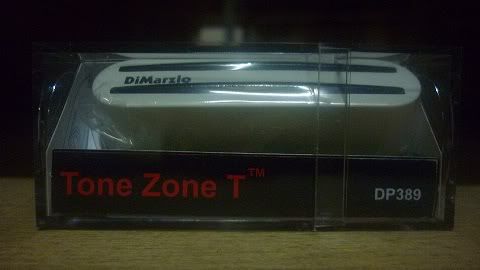 DiMarzio
Tone Zone T™
DP389